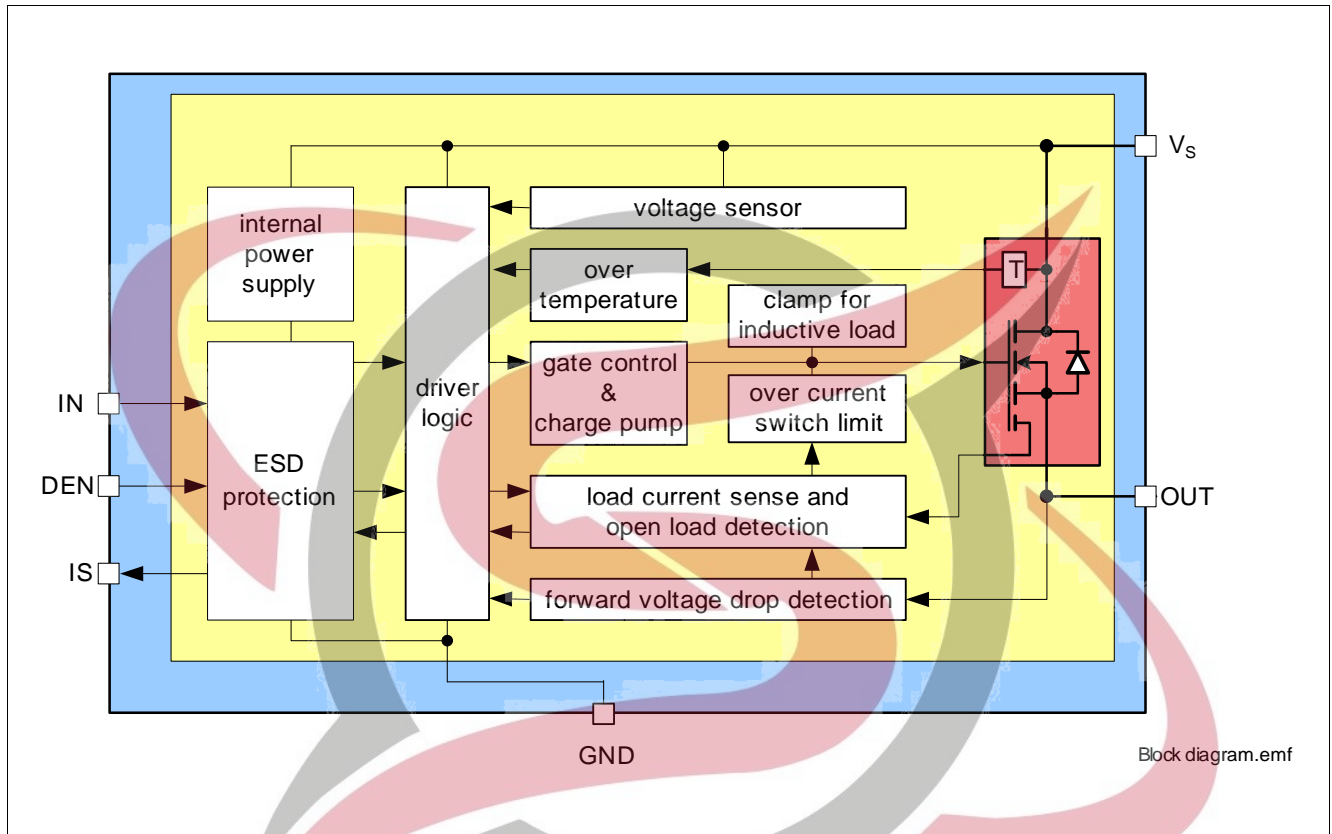 V_S
internal
power
supply
voltage sensor
over
temperature
T
clamp for
inductive load
IN
DEN
IS
ESD
protection
driver
logic
gate control
&
charge pump
over current
switch limit
load current sense and
open load detection
OUT
forward voltage drop detection
GND
Block diagram.emf